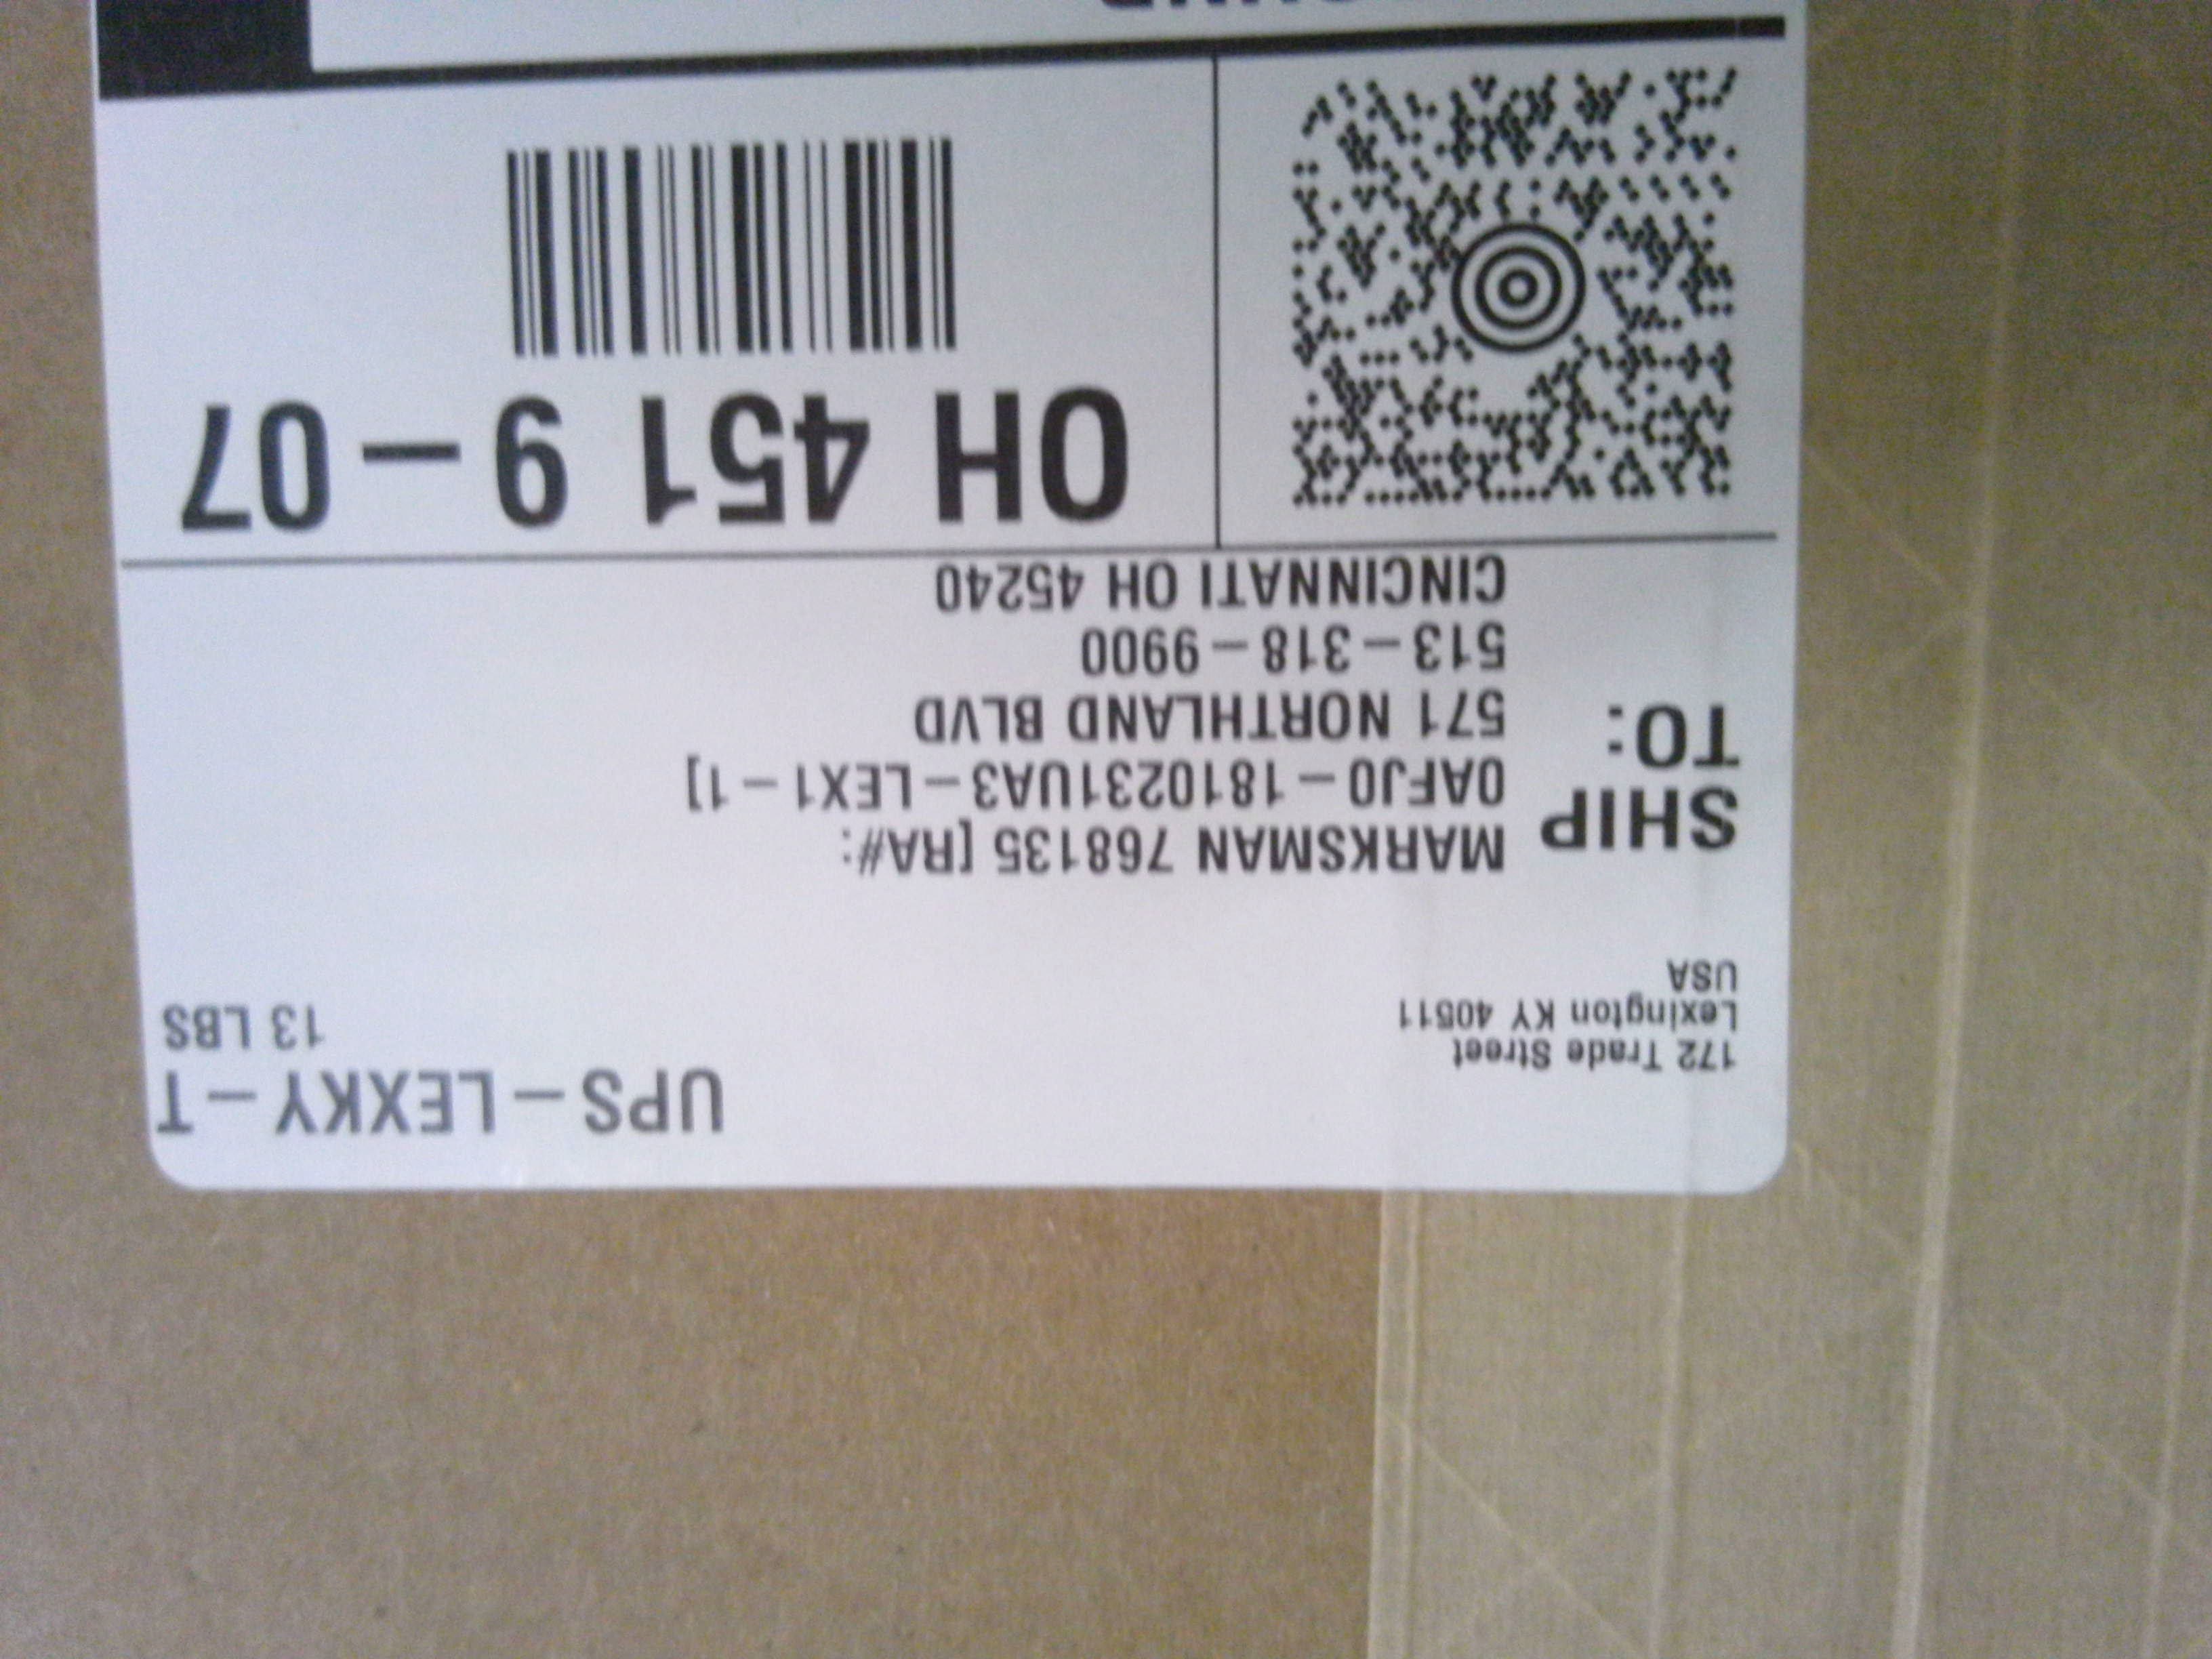 172 Trade Street
Lexington KY 40511
USA
UPS-LEXKY-T
13 LBS
SHIP
TO:
MARKSMAN 768135 [RA#:
0AFJ0-1810231UA3-LEX1-1]
571 NORTHLAND BLVD
513-318-9900
CINCINNATI OH 45240
OH 451 9-07